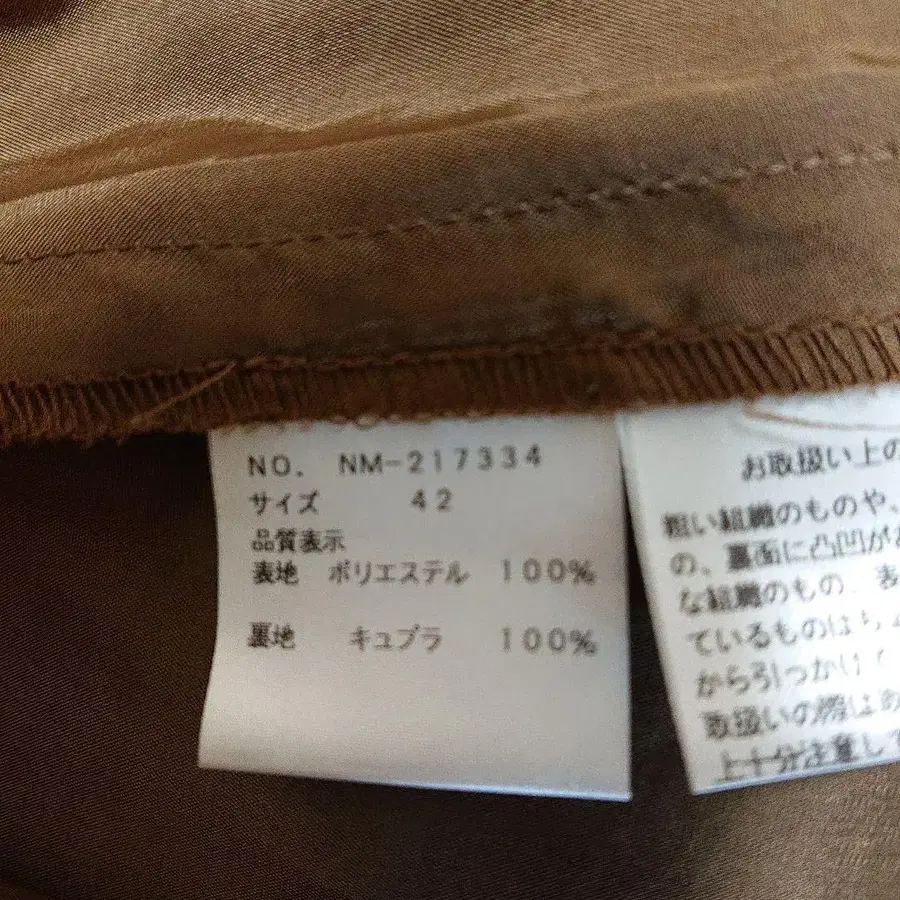 NO. NM-217334
サイズ 42
品質表示
表地 ポリエステル 100%
裏地 キュプラ 100%
お取扱い上の
粗い組織のものや、
の、裏面に凸凹があ
な組織のもの、表
ているものはちょ
から引っかけ
取扱いの際はあ
上十分注意して